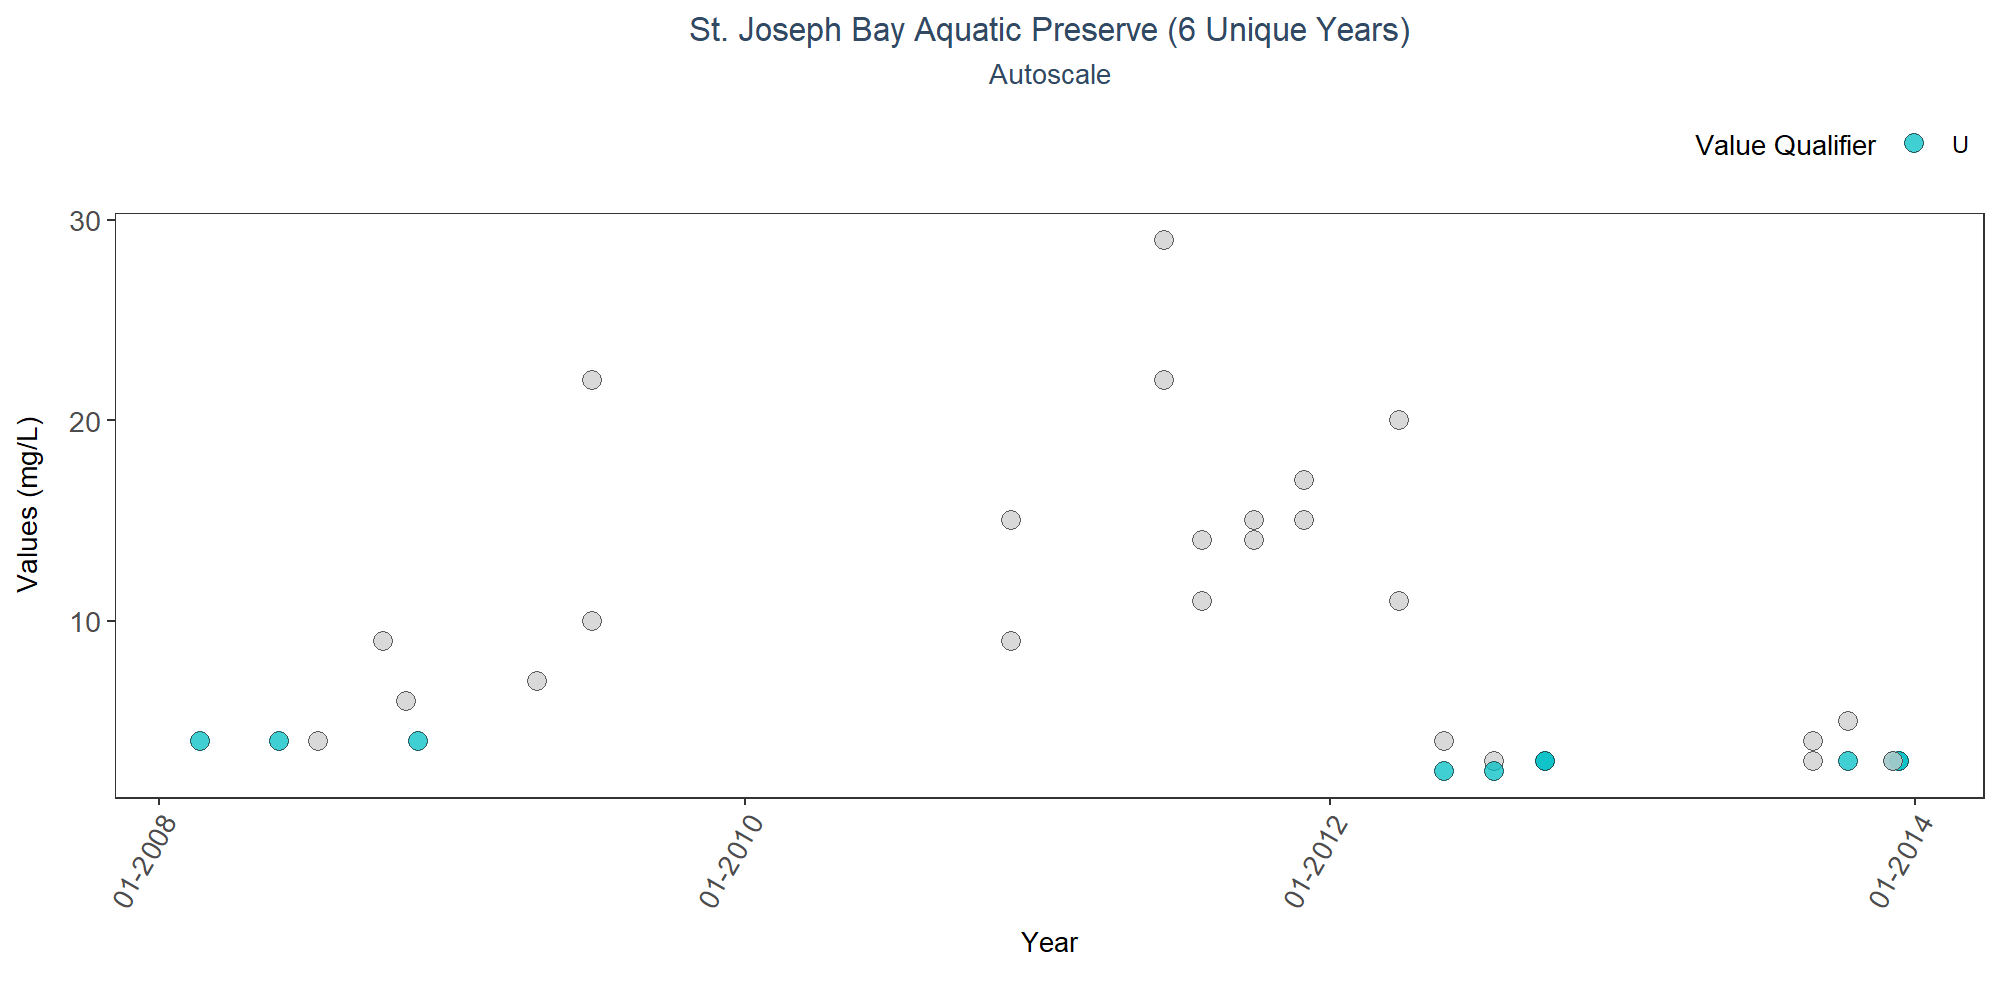 St. Joseph Bay Aquatic Preserve (6 Unique Years)
Autoscale
Value Qualifier U
30
20
10
Values (mg/L)
01-2008
01-2010
01-2012
01-2014
Year